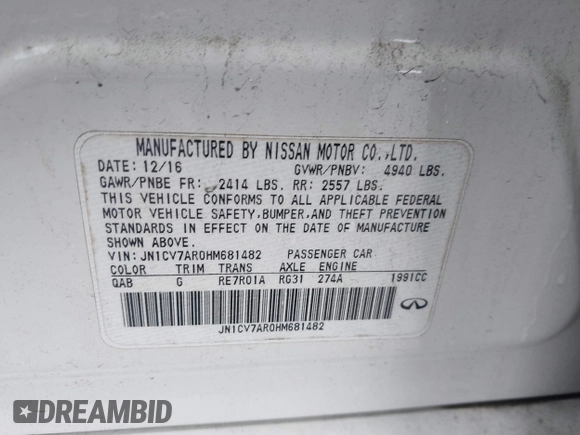 MANUFACTURED BY NISSAN MOTOR CO.,LTD.
DATE: 12/16 GVWR/PNBV: 4940 LBS.
GAWR/PNBE FR: 2414 LBS. RR: 2557 LBS.
THIS VEHICLE CONFORMS TO ALL APPLICABLE FEDERAL
MOTOR VEHICLE SAFETY,BUMPER,AND THEFT PREVENTION
STANDARDS IN EFFECT ON THE DATE OF MANUFACTURE
SHOWN ABOVE.
VIN: JN1CV7AR0HM681482 PASSENGER CAR
COLOR TRIM TRANS AXLE ENGINE
QAB G RE7R01A RG31 274A 1991CC
JN1CV7AR0HM681482
DREAMBID